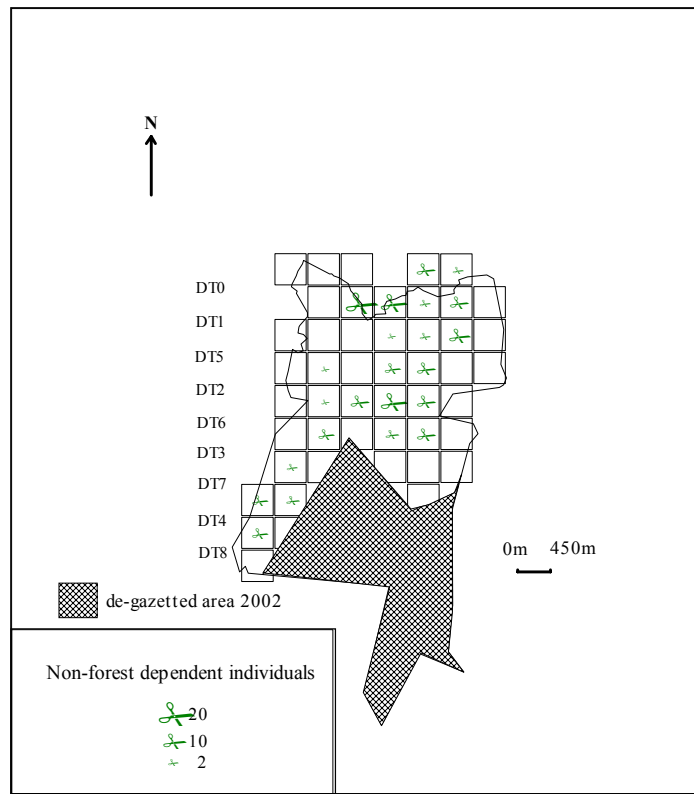 N
DT0
DT1
DT5
DT2
DT6
DT3
DT7
DT4
DT8
0m 450m
de-gazetted area 2002
Non-forest dependent individuals
20
10
2